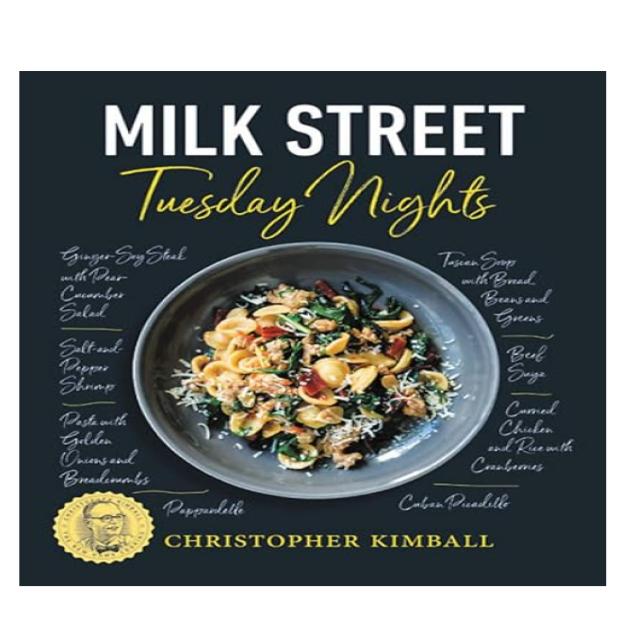 MILK STREET
Tuesday Nights
Ginger-Soy Steak
with Pear-
Cucumber
Salad
Salt-and-
Pepper
Shrimp
Pasta with
Golden
Onions and
Breadcrumbs
Pappardelle
Tuscan Soup
with Bread,
Beans and
Greens
Beef
Suya
Curried
Chicken
and Rice with
Cranberries
Cuban Picadillo
CHRISTOPHER KIMBALL